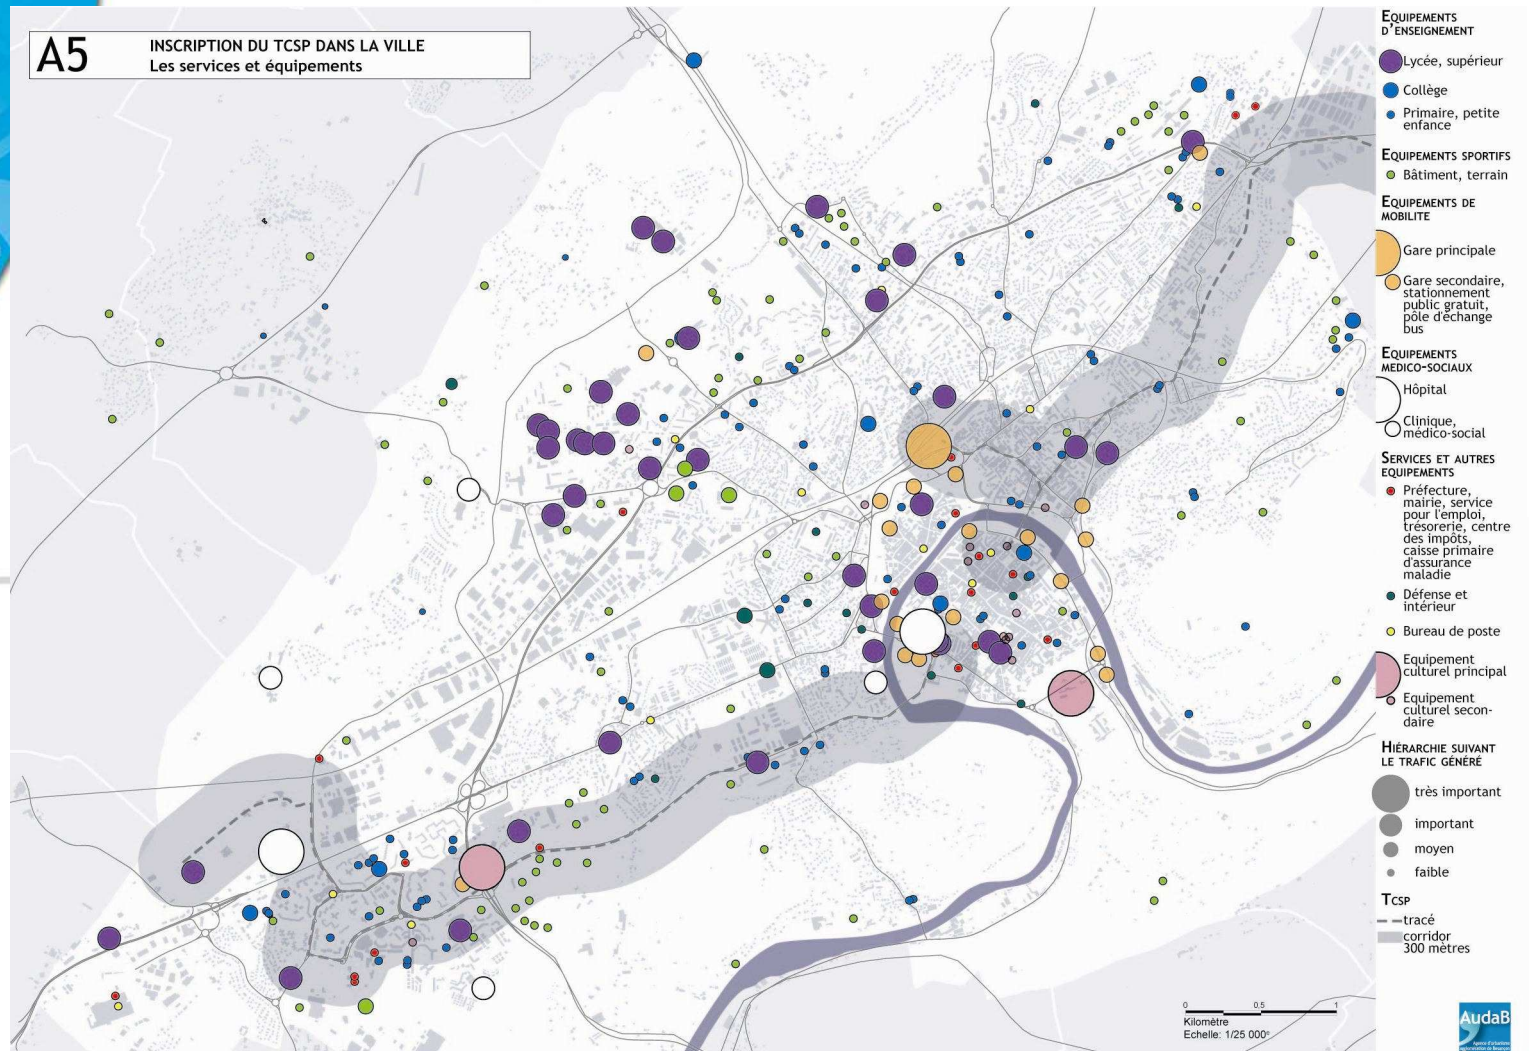 A5
INSCRIPTION DU TCSP DANS LA VILLE
Les services et équipements
EQUIPEMENTS
D'ENSEIGNEMENT
Lycée, supérieur
Collège
Primaire, petite
enfance
EQUIPEMENTS SPORTIFS
Bâtiment, terrain
EQUIPEMENTS DE
MOBILITE
Gare principale
Gare secondaire,
stationnement
public gratuit,
pôle d'échange
bus
EQUIPEMENTS
MEDICO-SOCIAUX
Hôpital
Clinique,
médico-social
SERVICES ET AUTRES
EQUIPEMENTS
Préfecture,
mairie, service
pour l'emploi,
trésorerie, centre
des impôts,
caisse primaire
d'assurance
maladie
Défense et
intérieur
Bureau de poste
Equipement
culturel principal
Equipement
culturel secon-
daire
HIÉRARCHIE SUIVANT
LE TRAFIC GÉNÉRÉ
très important
important
moyen
faible
TCSP
tracé
corridor
300 mètres
0 0,5 1
Kilomètre
Echelle: 1/25 000°
AudaB